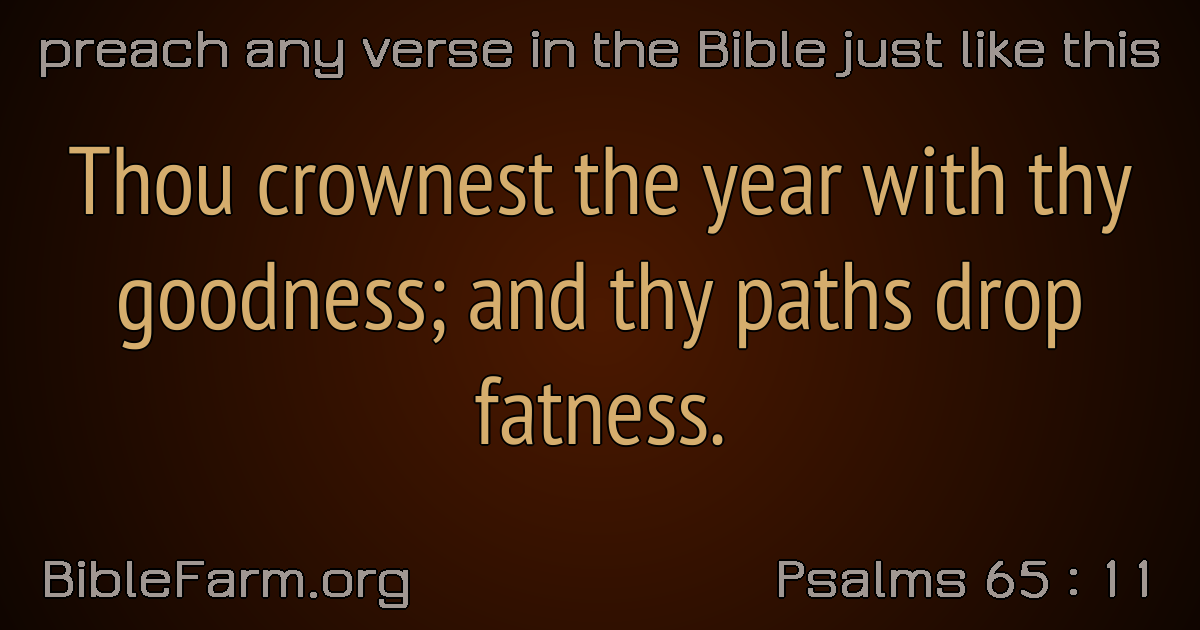 preach any verse in the Bible just like this
Thou crownest the year with thy
goodness; and thy paths drop
fatness.
BibleFarm.org
Psalms 65 : 11